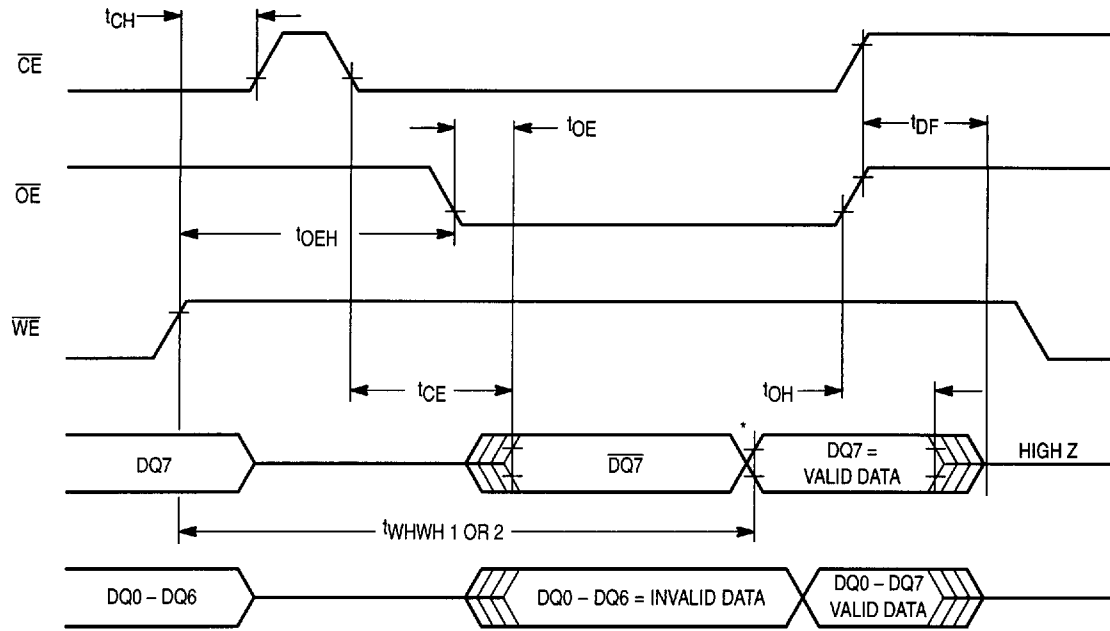 tCH
CE
tOE
tDF
OE
tOEH
WE
tCE
tOH
*
DQ7
DQ7
DQ7 =
VALID DATA
HIGH Z
tWHWH 1 OR 2
DQ0 – DQ6
DQ0 – DQ6 = INVALID DATA
DQ0 – DQ7
VALID DATA